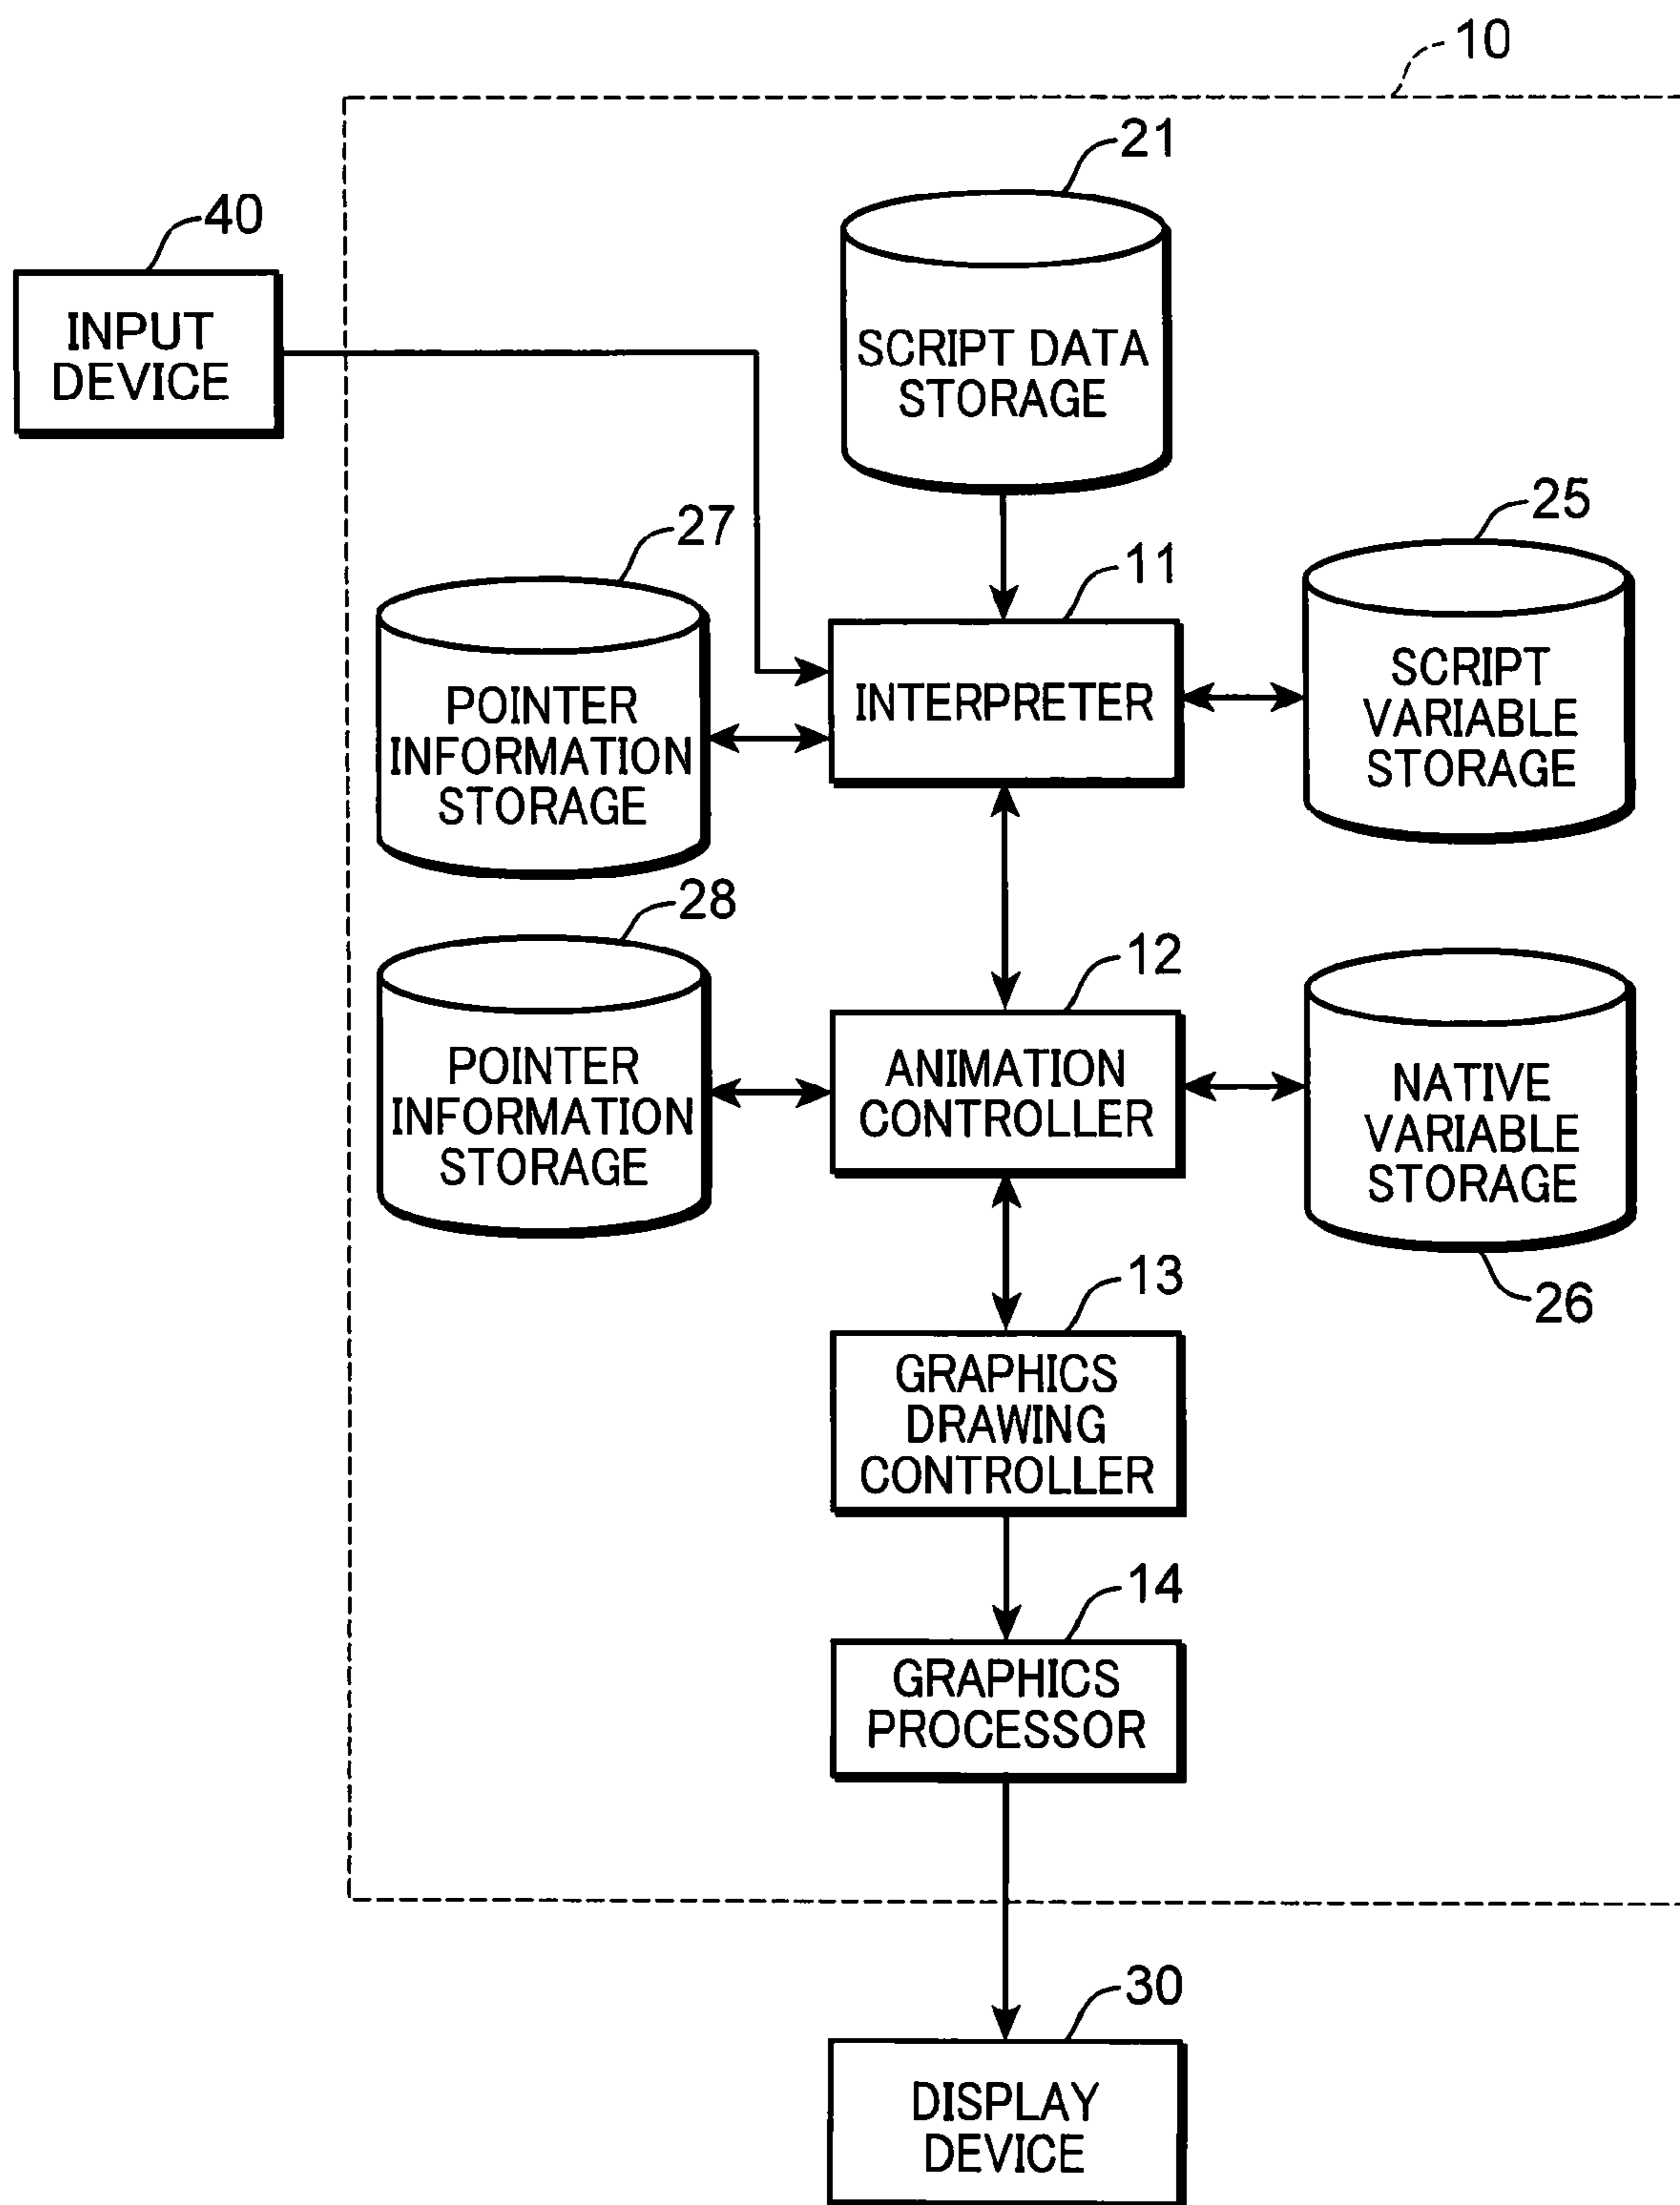 10
21
40
INPUT
DEVICE
SCRIPT DATA
STORAGE
27
11
25
POINTER
INFORMATION
STORAGE
INTERPRETER
SCRIPT
VARIABLE
STORAGE
28
12
POINTER
INFORMATION
STORAGE
ANIMATION
CONTROLLER
NATIVE
VARIABLE
STORAGE
13
26
GRAPHICS
DRAWING
CONTROLLER
14
GRAPHICS
PROCESSOR
30
DISPLAY
DEVICE